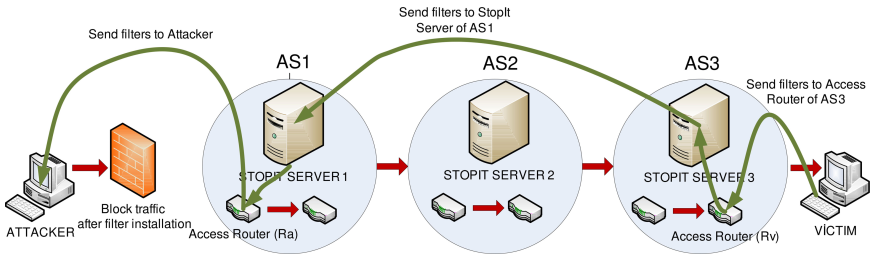 Send filters to StopIt
Server of AS1
Send filters to Attacker
AS1
AS2
AS3
Send filters to Access
Router of AS3
STOPIT SERVER 1
STOPIT SERVER 2
STOPIT SERVER 3
ATTACKER
Block traffic
after filter installation
Access Router (Ra)
Access Router (Rv)
VİCTIM